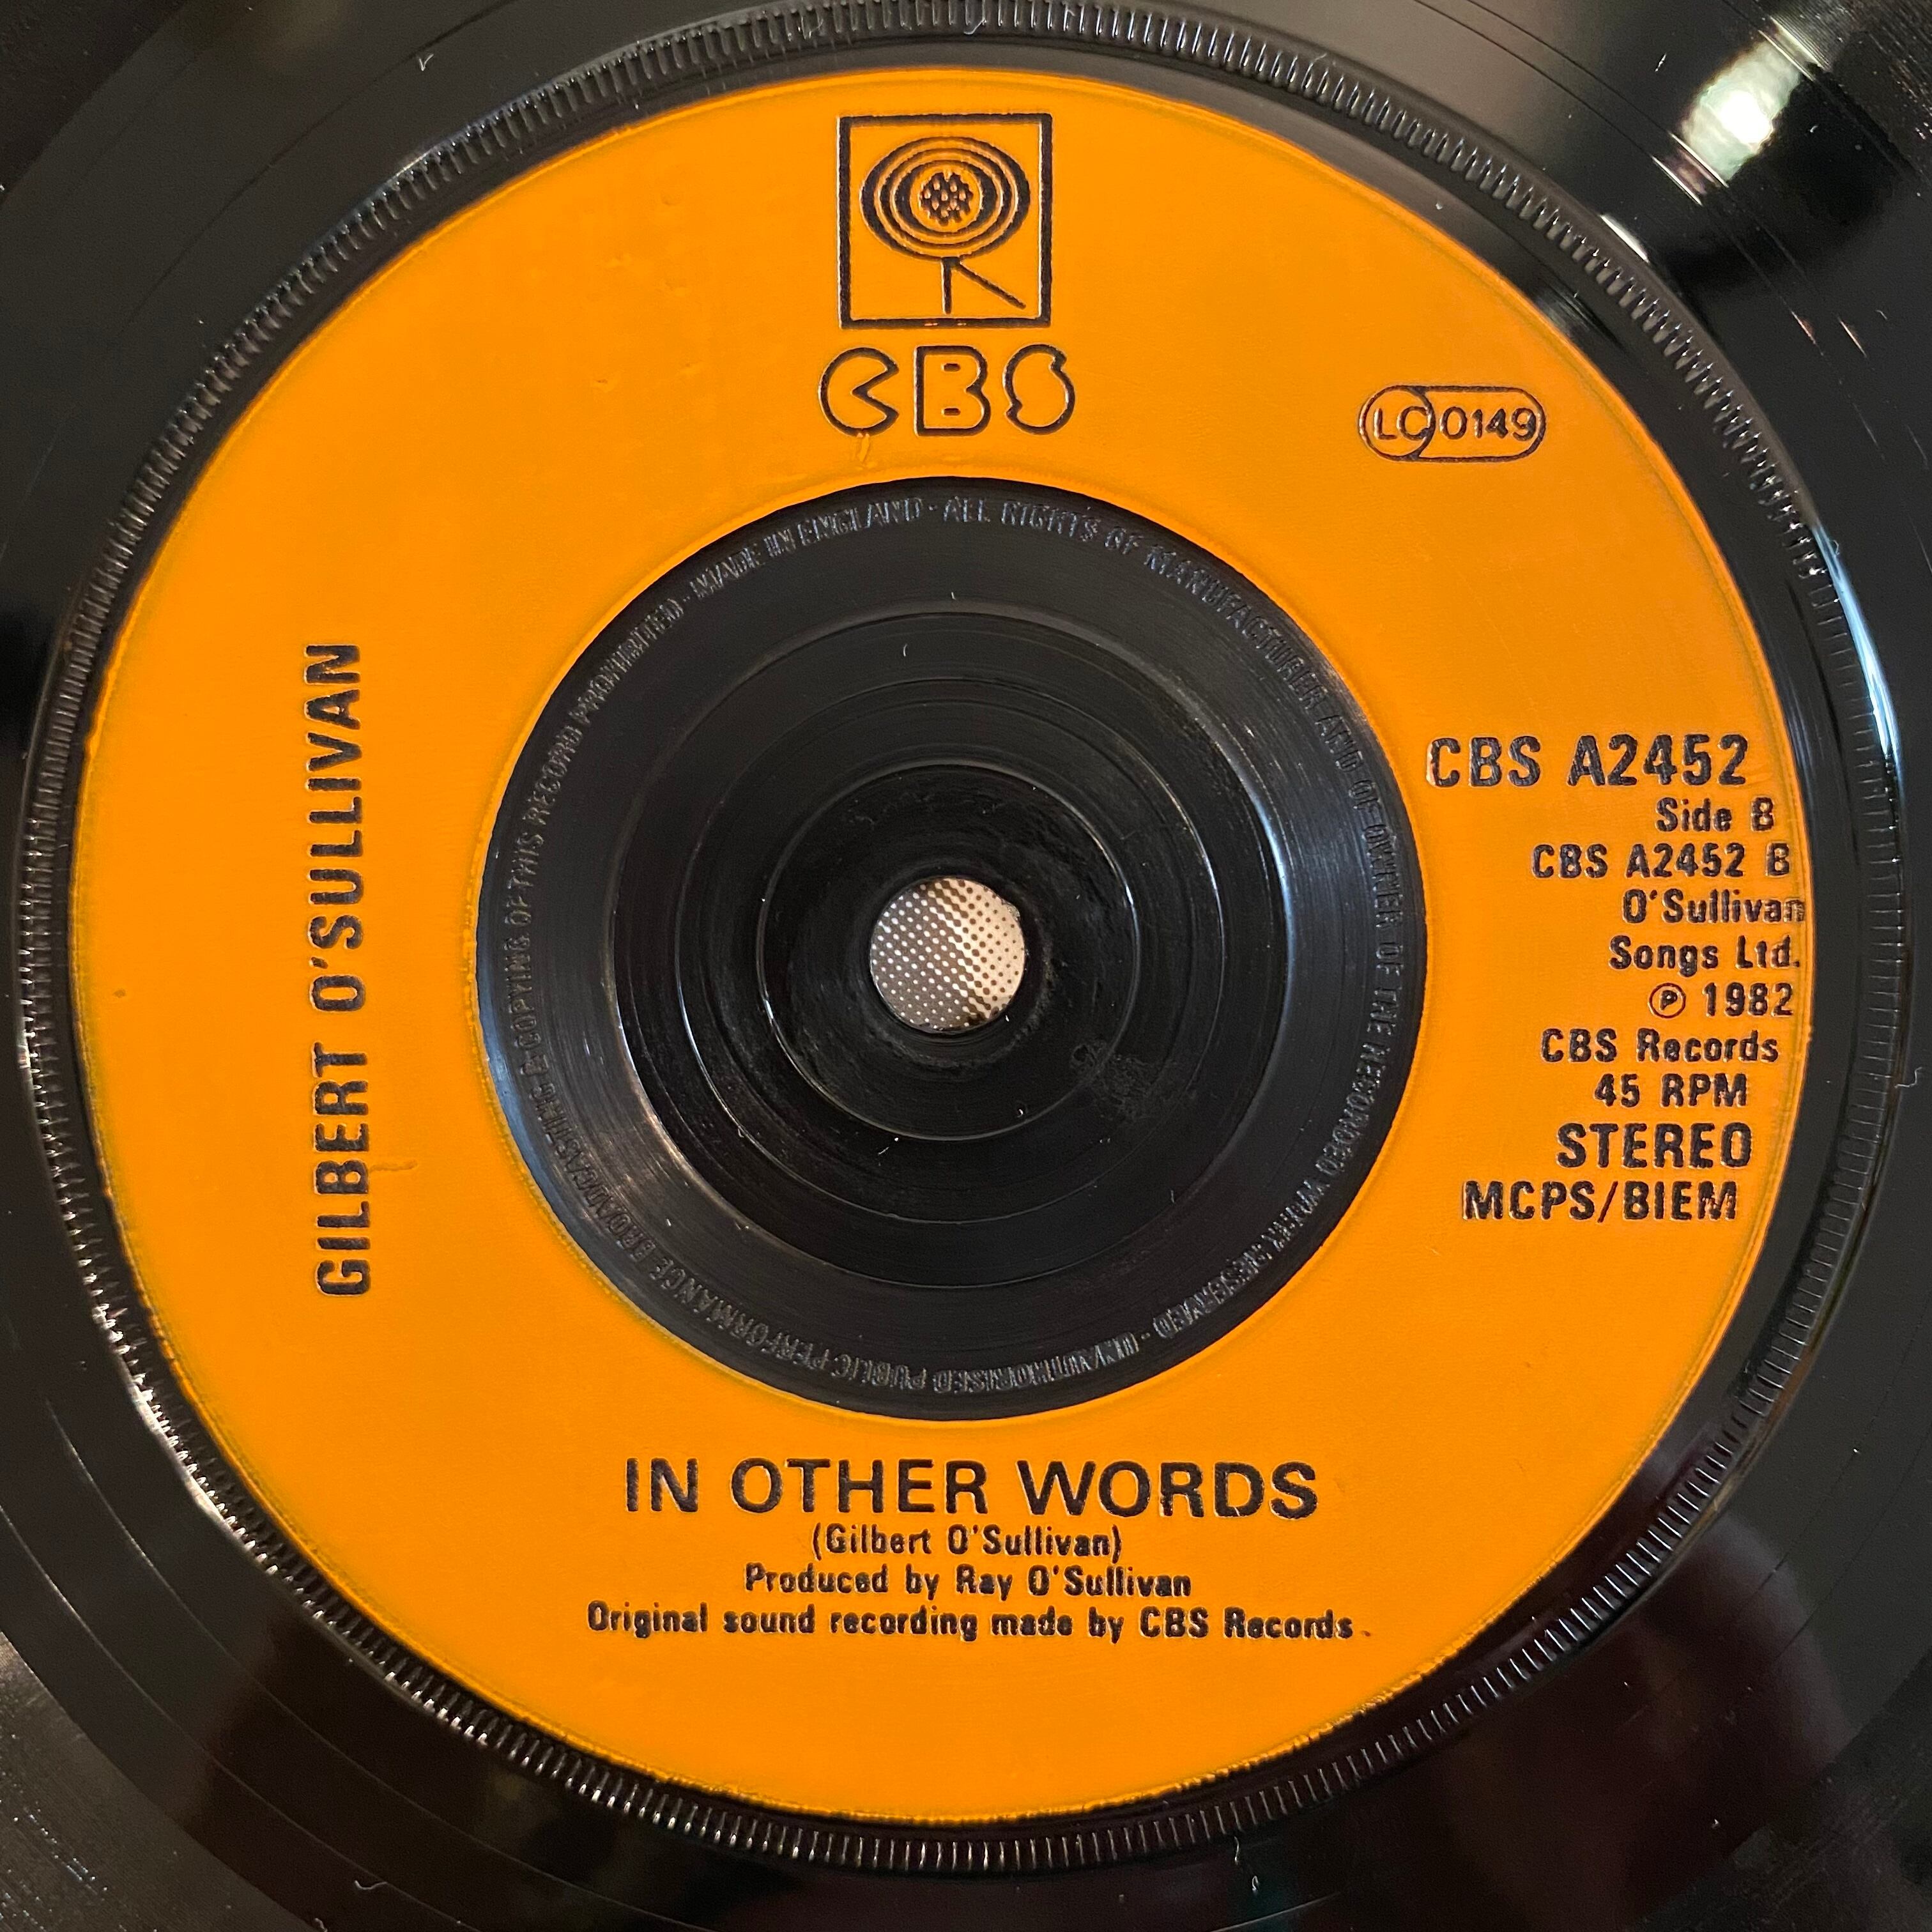 CBS
LC 0149
MADE IN ENGLAND - ALL RIGHTS OF MANUFACTURER AND OF OWNER OF THE RECORDED WORK RESERVED - UNAUTHORISED PUBLIC PERFORMANCE BROADCASTING & COPYING OF THIS RECORD PROHIBITED -
GILBERT O'SULLIVAN
CBS A2452
Side B
CBS A2452 B
O'Sullivan
Songs Ltd.
℗ 1982
CBS Records
45 RPM
STEREO
MCPS/BIEM
IN OTHER WORDS
(Gilbert O'Sullivan)
Produced by Ray O'Sullivan
Original sound recording made by CBS Records.